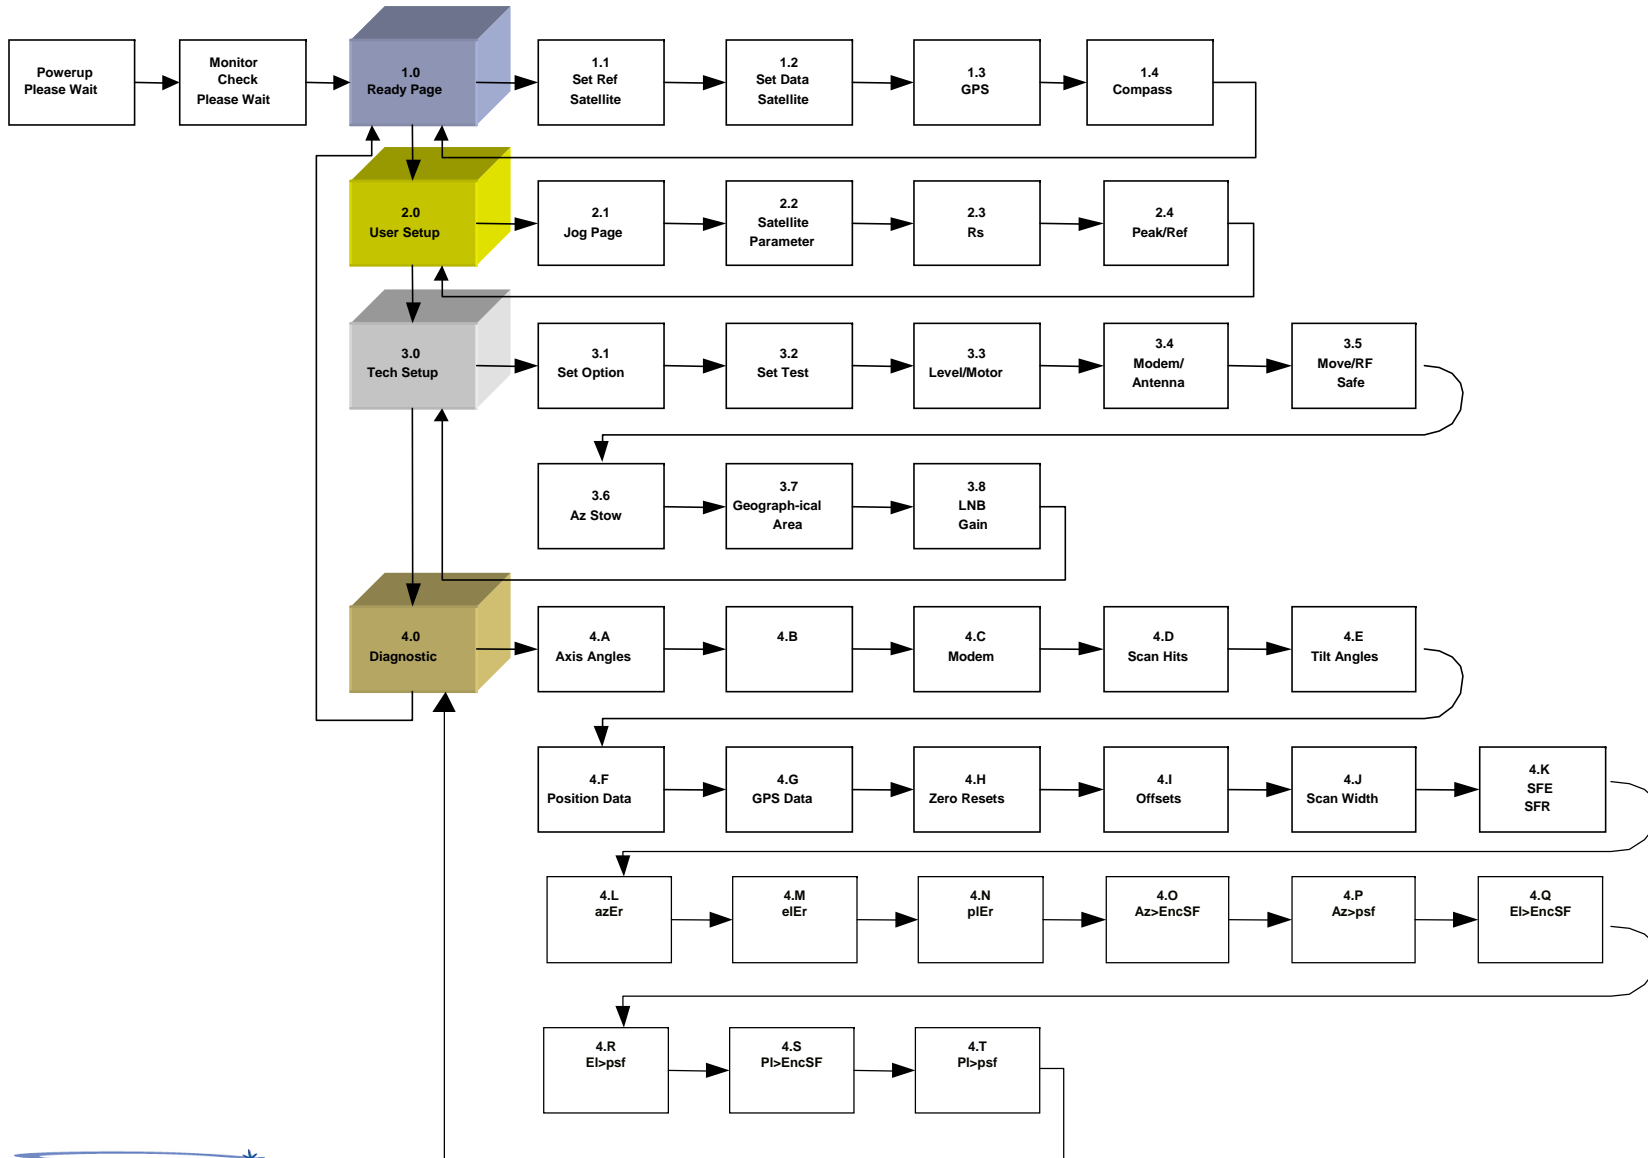 Powerup
Please Wait
Monitor
Check
Please Wait
1.0
Ready Page
1.1
Set Ref
Satellite
1.2
Set Data
Satellite
1.3
GPS
1.4
Compass
2.0
User Setup
2.1
Jog Page
2.2
Satellite
Parameter
2.3
Rs
2.4
Peak/Ref
3.0
Tech Setup
3.1
Set Option
3.2
Set Test
3.3
Level/Motor
3.4
Modem/
Antenna
3.5
Move/RF
Safe
3.6
Az Stow
3.7
Geograph-ical
Area
3.8
LNB
Gain
4.0
Diagnostic
4.A
Axis Angles
4.B
4.C
Modem
4.D
Scan Hits
4.E
Tilt Angles
4.F
Position Data
4.G
GPS Data
4.H
Zero Resets
4.I
Offsets
4.J
Scan Width
4.K
SFE
SFR
4.L
azEr
4.M
elEr
4.N
plEr
4.O
Az>EncSF
4.P
Az>psf
4.Q
El>EncSF
4.R
El>psf
4.S
Pl>EncSF
4.T
Pl>psf